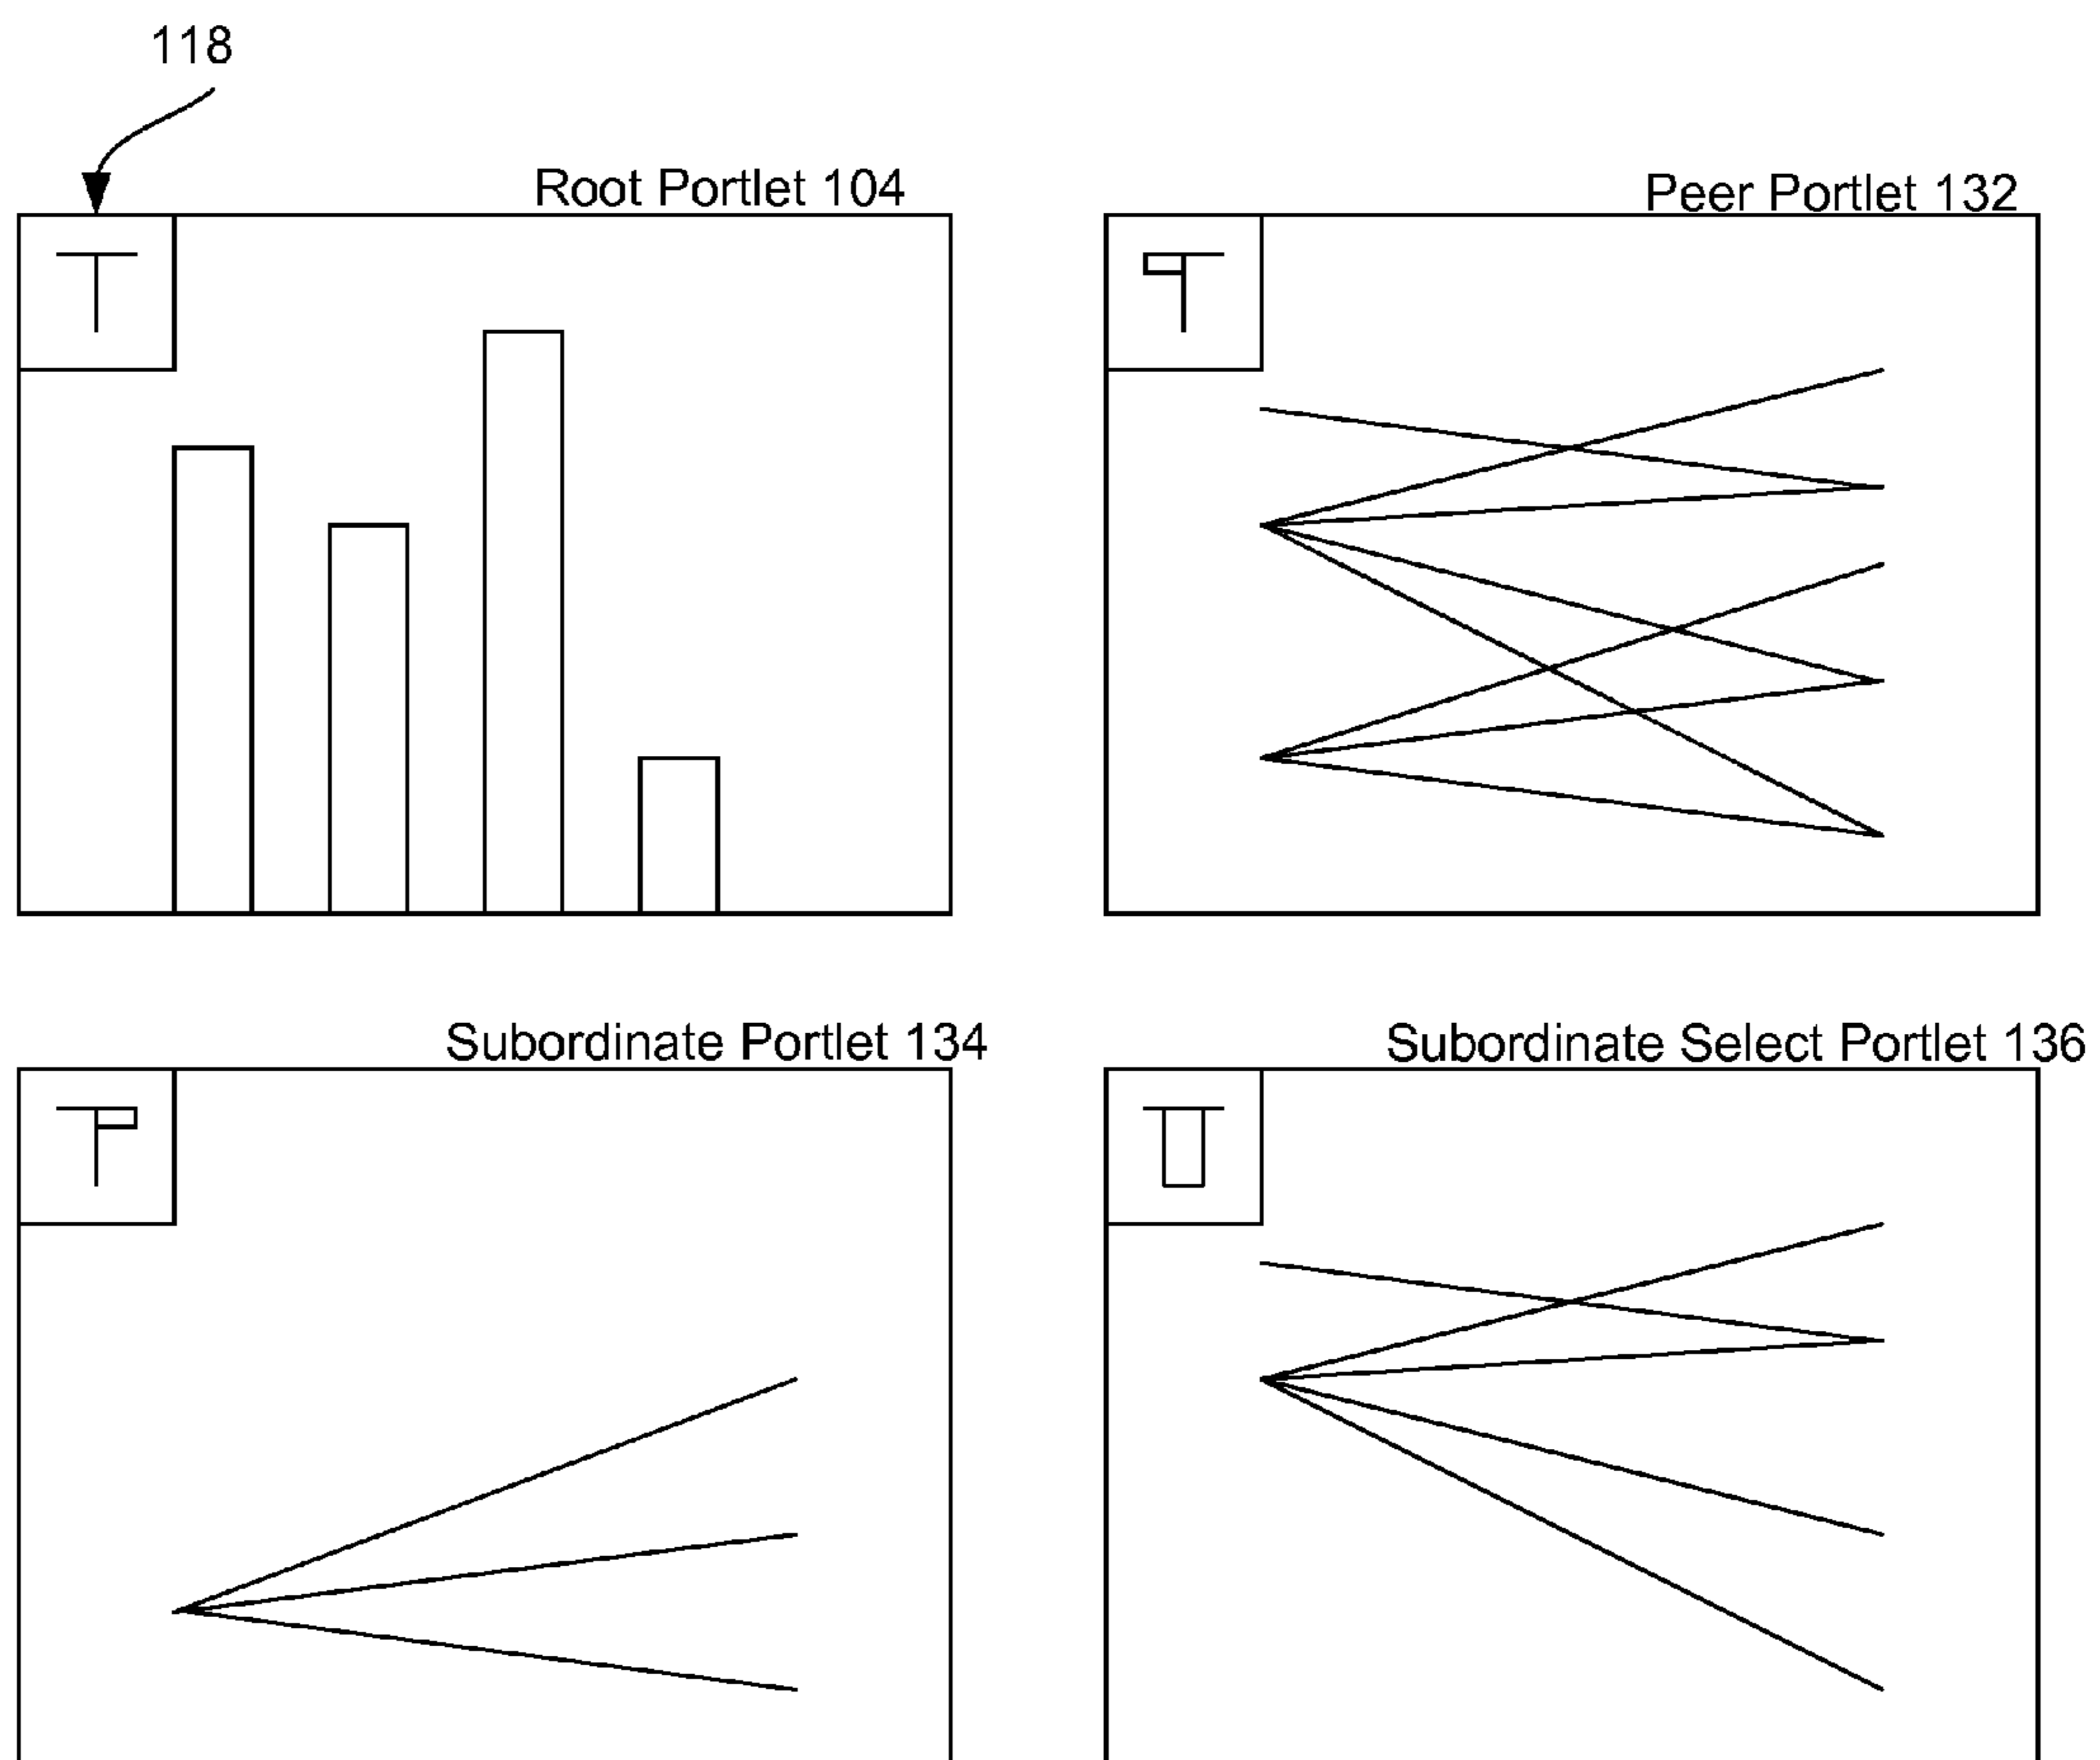 118
Root Portlet 104
Peer Portlet 132
Subordinate Portlet 134
Subordinate Select Portlet 136